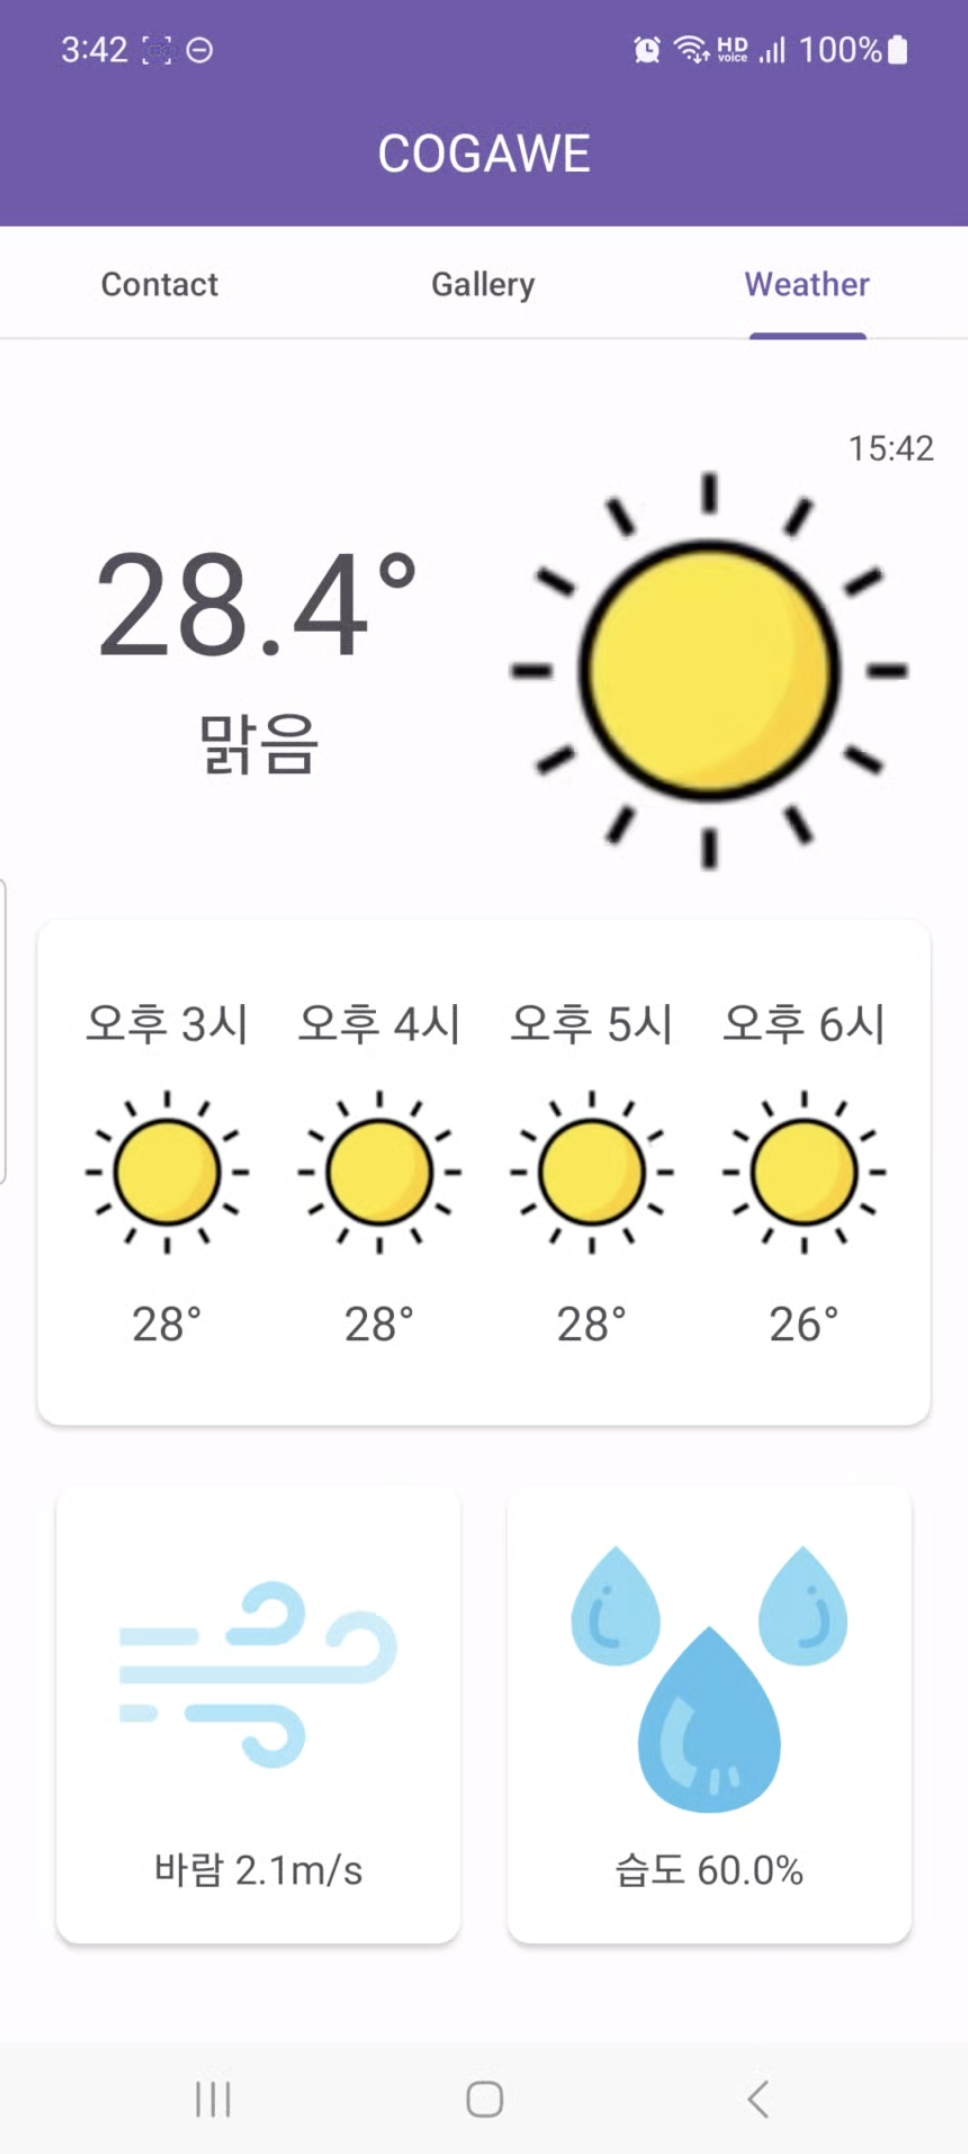 3:42
HD voice 100%
COGAWE
Contact Gallery Weather
15:42
28.4°
맑음
오후 3시 오후 4시 오후 5시 오후 6시
28° 28° 28° 26°
바람 2.1m/s 습도 60.0%